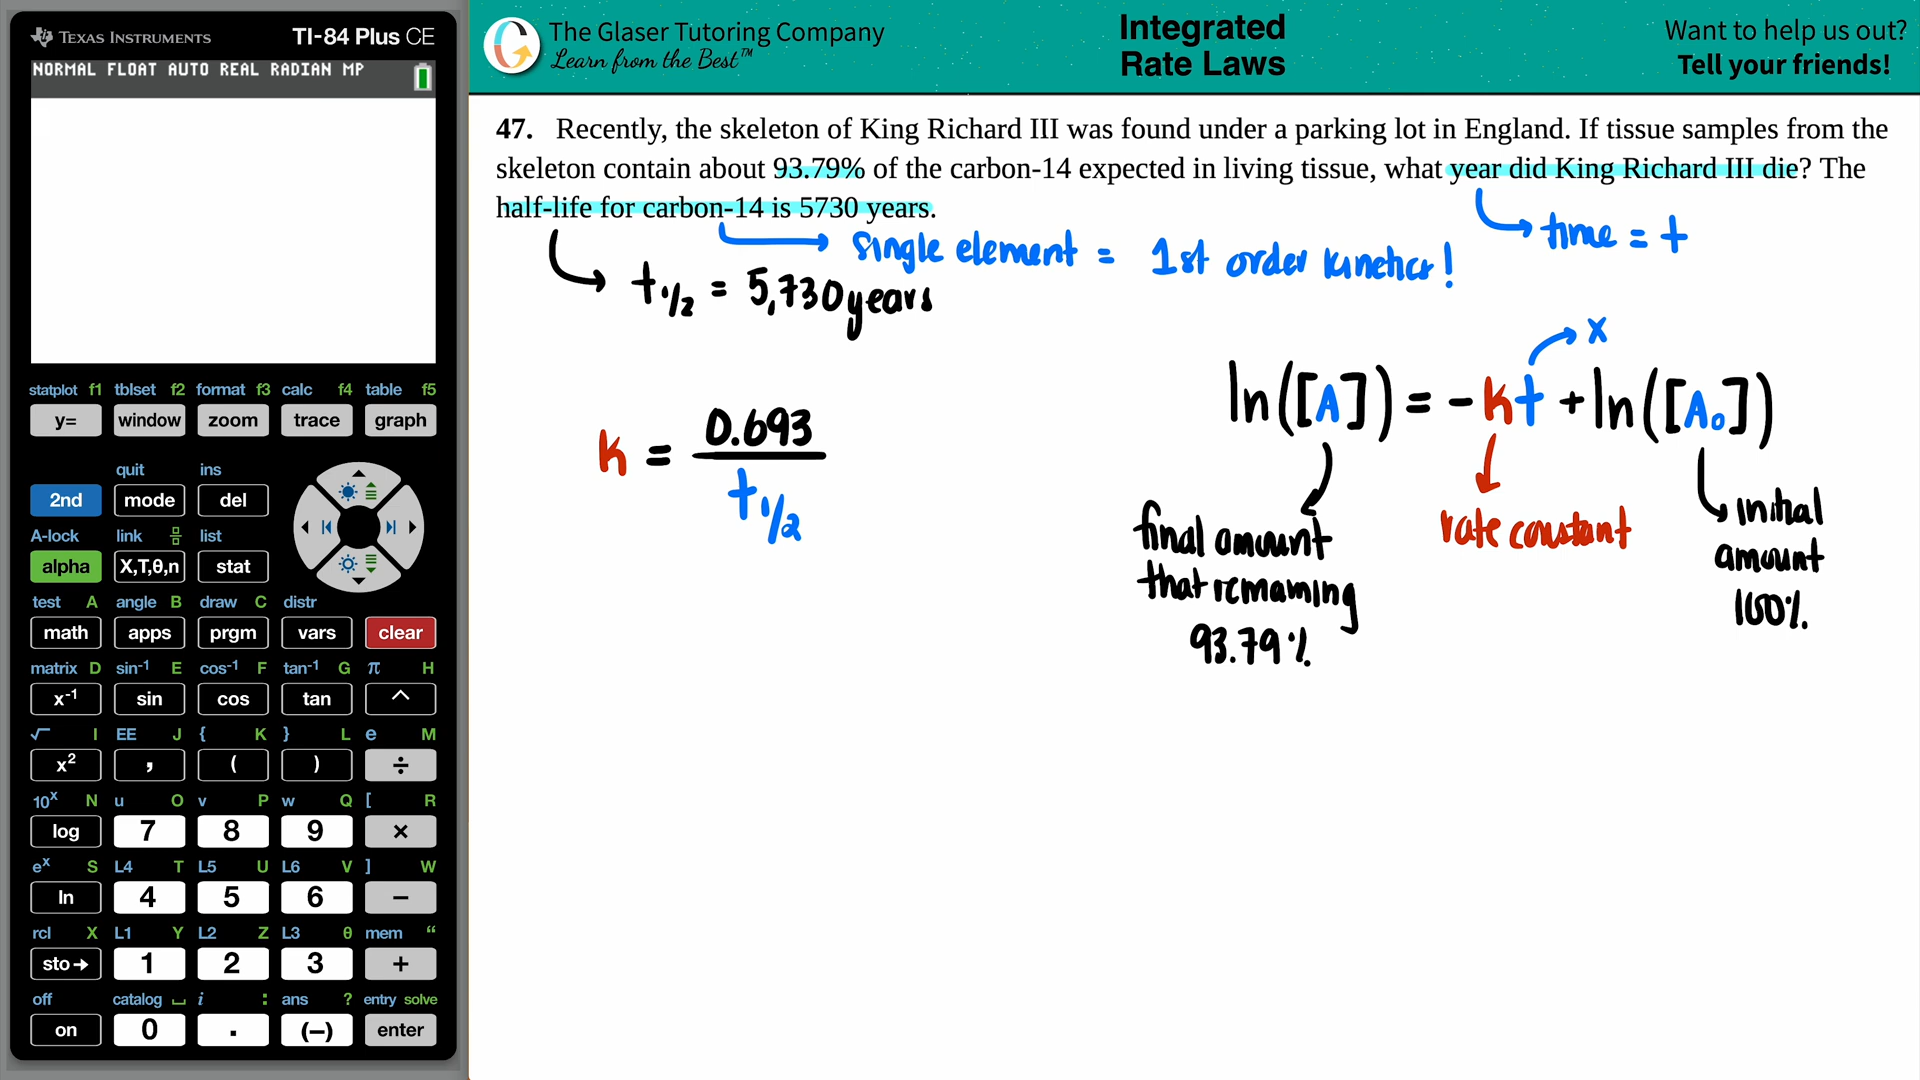 TEXAS INSTRUMENTS TI-84 Plus CE
NORMAL FLOAT AUTO REAL RADIAN MP
statplot f1 tblset f2 format f3 calc f4 table f5
y= window zoom trace graph
quit ins
2nd mode del
A-lock link list
alpha X,T,θ,n stat
test A angle B draw C distr
math apps prgm vars clear
matrix D sin⁻¹ E cos⁻¹ F tan⁻¹ G π H
x⁻¹ sin cos tan ^
√ I EE J { K } L e M
x² , ( ) ÷
10ˣ N u O v P w Q [ R
log 7 8 9 ×
eˣ S L4 T L5 U L6 V ] W
ln 4 5 6 −
rcl X L1 Y L2 Z L3 θ mem “
sto→ 1 2 3 +
off catalog ⎵ i : ans ? entry solve
on 0 . (−) enter
The Glaser Tutoring Company
Learn from the Best™
Integrated
Rate Laws
Want to help us out?
Tell your friends!
47. Recently, the skeleton of King Richard III was found under a parking lot in England. If tissue samples from the
skeleton contain about 93.79% of the carbon-14 expected in living tissue, what year did King Richard III die? The
half-life for carbon-14 is 5730 years.
time = t
single element = 1st order kinetics!
t1/2 = 5,730 years
x
ln([A]) = -kt + ln([A₀])
k = 0.693
t1/2
final amount
that remaining
93.79%
rate constant
initial
amount
100%